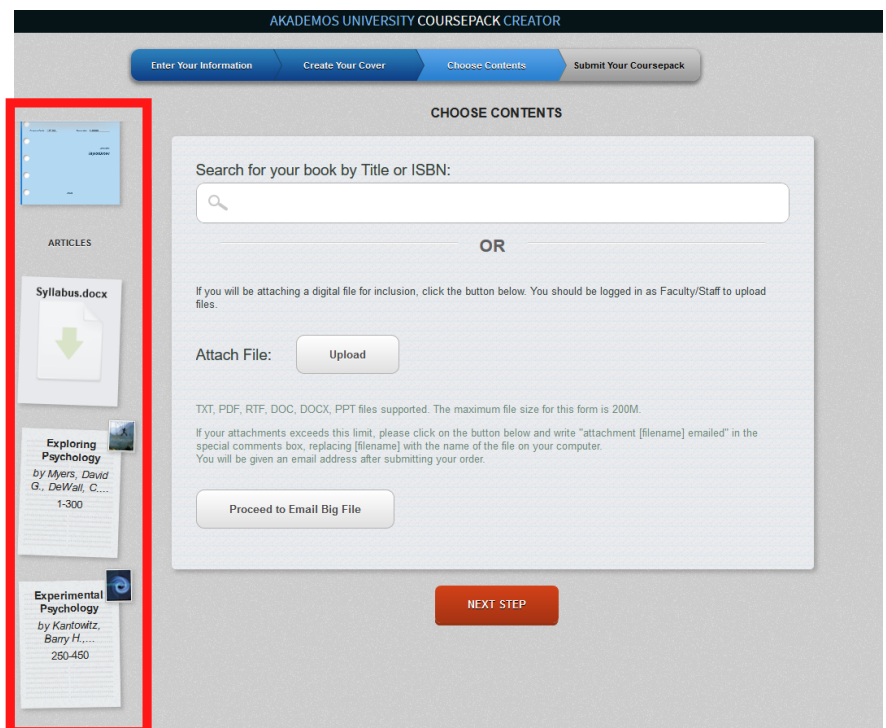 AKADEMOS UNIVERSITY COURSEPACK CREATOR
Enter Your Information
Create Your Cover
Choose Contents
Submit Your Coursepack
CHOOSE CONTENTS
ARTICLES
Syllabus.docx
Exploring
Psychology
by Myers, David
G., DeWall, C....
1-300
Experimental
Psychology
by Kantowitz,
Barry H.,...
250-450
Search for your book by Title or ISBN:
OR
If you will be attaching a digital file for inclusion, click the button below. You should be logged in as Faculty/Staff to upload
files.
Attach File:
Upload
TXT, PDF, RTF, DOC, DOCX, PPT files supported. The maximum file size for this form is 200M.
If your attachments exceeds this limit, please click on the button below and write "attachment [filename] emailed" in the
special comments box, replacing [filename] with the name of the file on your computer.
You will be given an email address after submitting your order.
Proceed to Email Big File
NEXT STEP